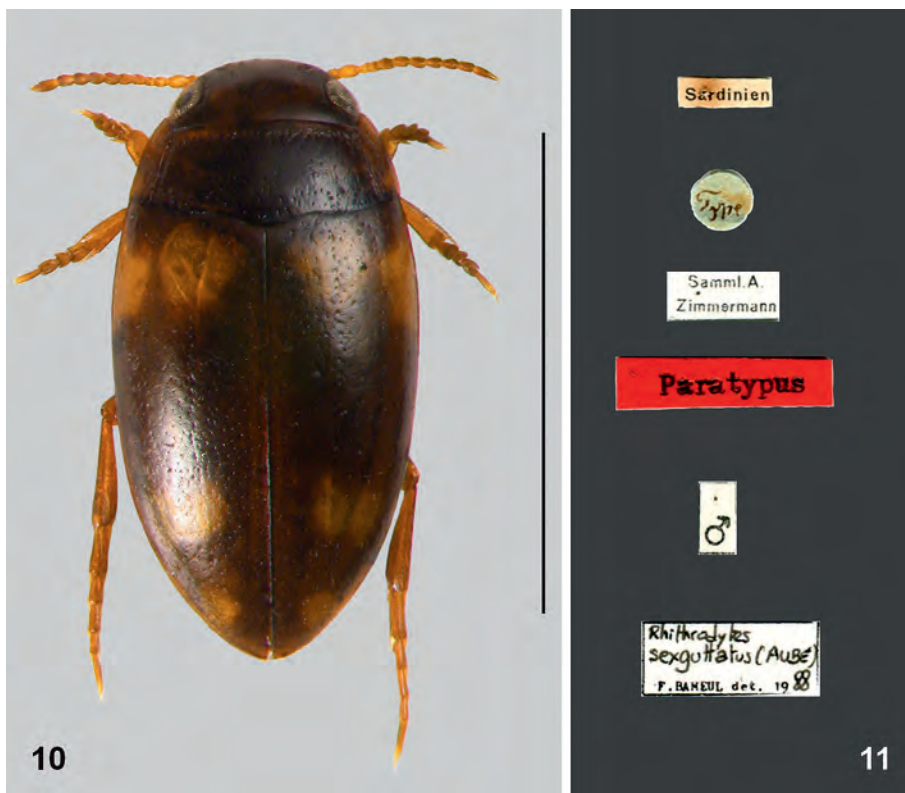 Sardinien
Type
Samml. A.
Zimmermann
Paratypus
♂
Rhithrodytes
sexguttatus (AUBÉ)
F. BAMEUL det. 1988
10
11